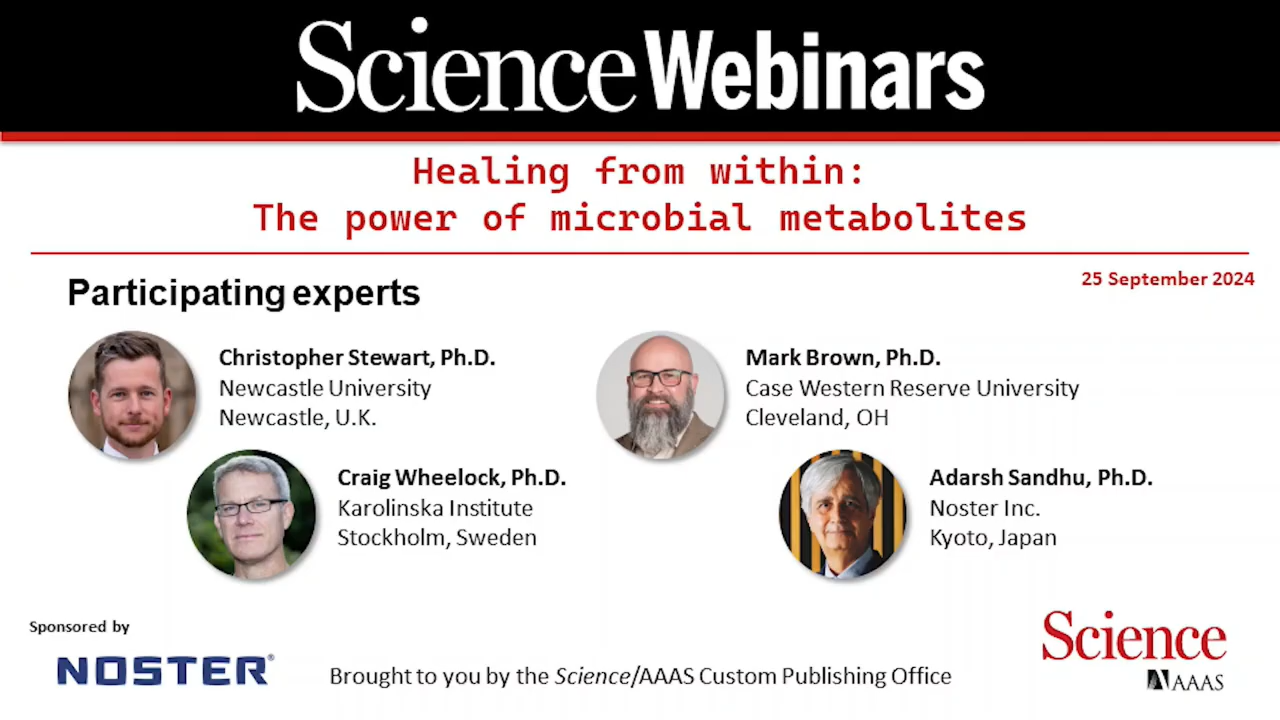 Science Webinars
Healing from within:
The power of microbial metabolites
25 September 2024
Participating experts
Christopher Stewart, Ph.D.
Newcastle University
Newcastle, U.K.
Mark Brown, Ph.D.
Case Western Reserve University
Cleveland, OH
Craig Wheelock, Ph.D.
Karolinska Institute
Stockholm, Sweden
Adarsh Sandhu, Ph.D.
Noster Inc.
Kyoto, Japan
Sponsored by
NOSTER®
Brought to you by the Science/AAAS Custom Publishing Office
Science
AAAS